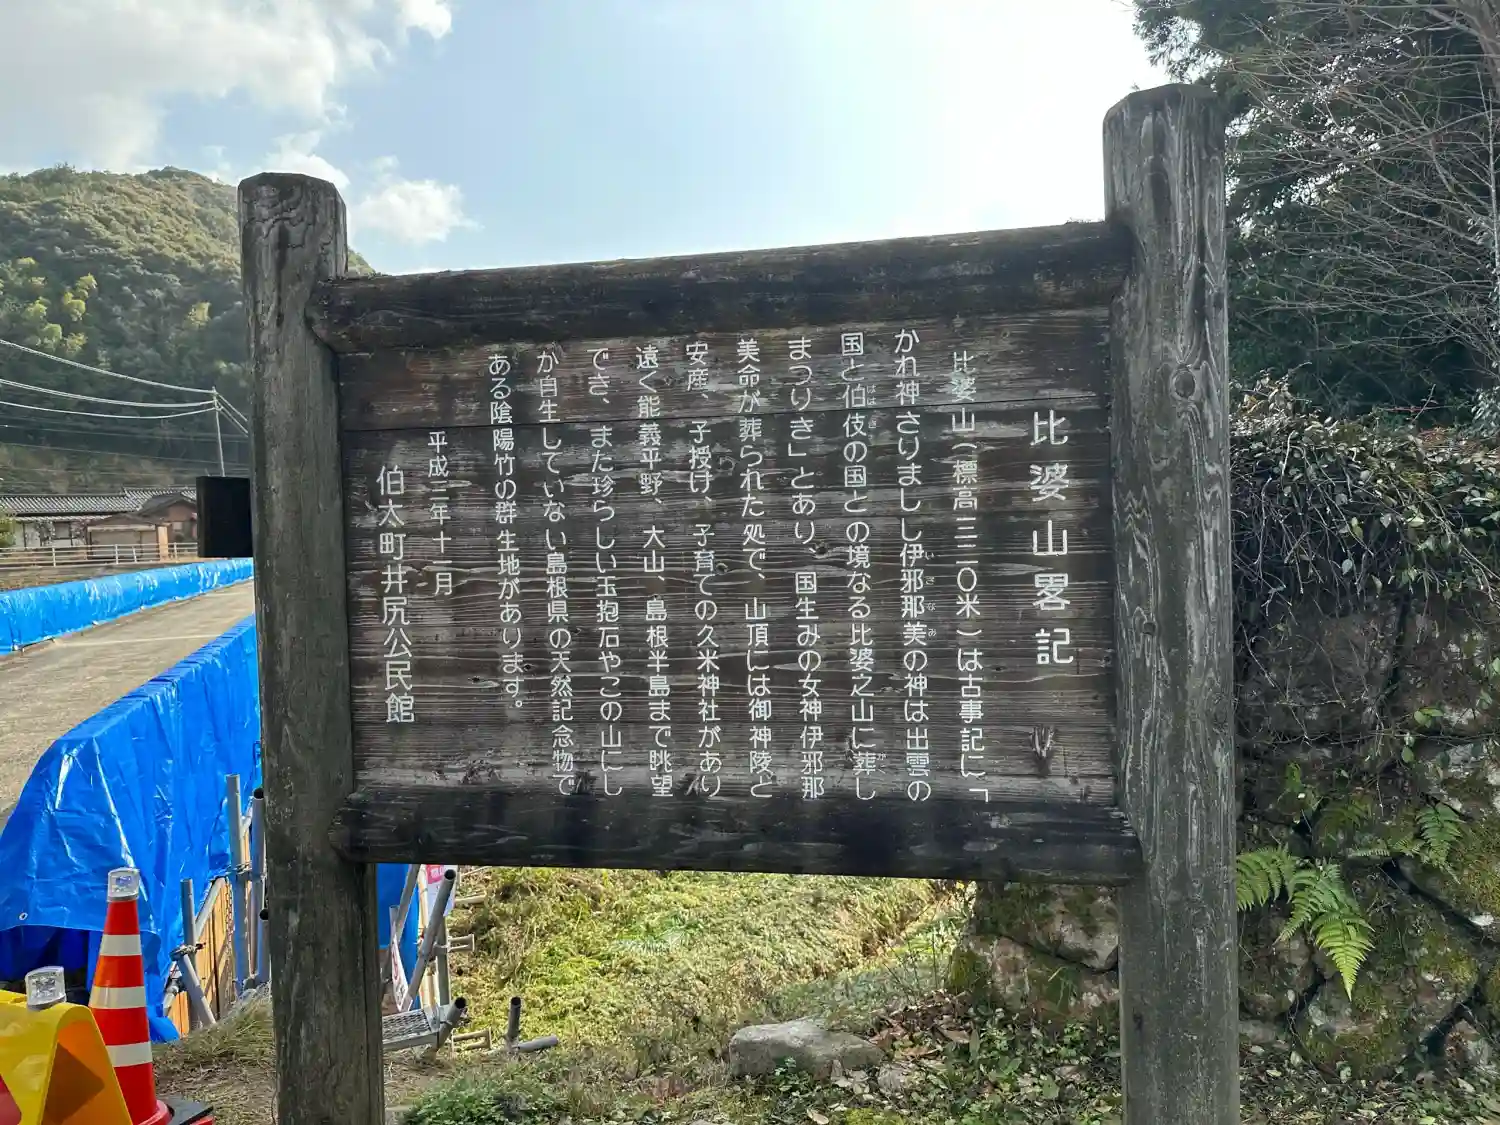 比婆山畧記
比婆山(標高三二〇米)は古事記に「
かれ神さりましし伊邪那美の神は出雲の
国と伯伎の国との境なる比婆之山に葬し
まつりき」とあり、国生みの女神伊邪那
美命が葬られた処で、山頂には御神陵と
安産、子授け、子育ての久米神社があり
遠く能義平野、大山、島根半島まで眺望
でき、また珍らしい玉抱石やこの山にし
か自生していない島根県の天然記念物で
ある陰陽竹の群生地があります。
平成二年十一月
伯太町井尻公民館